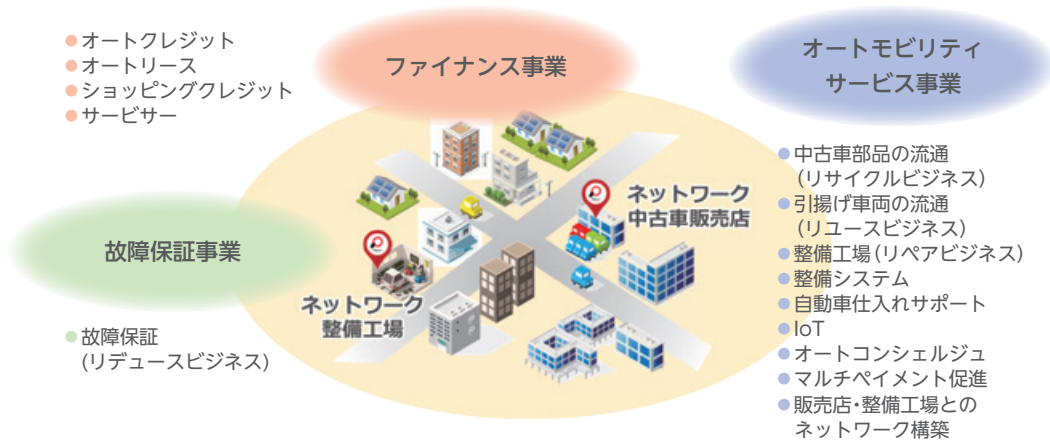 ファイナンス事業
●オートクレジット
●オートリース
●ショッピングクレジット
●サービサー
故障保証事業
●故障保証
(リデュースビジネス)
ネットワーク
整備工場
ネットワーク
中古車販売店
オートモビリティ
サービス事業
●中古車部品の流通
(リサイクルビジネス)
●引揚げ車両の流通
(リユースビジネス)
●整備工場(リペアビジネス)
●整備システム
●自動車仕入れサポート
●IoT
●オートコンシェルジュ
●マルチペイメント促進
●販売店・整備工場との
ネットワーク構築